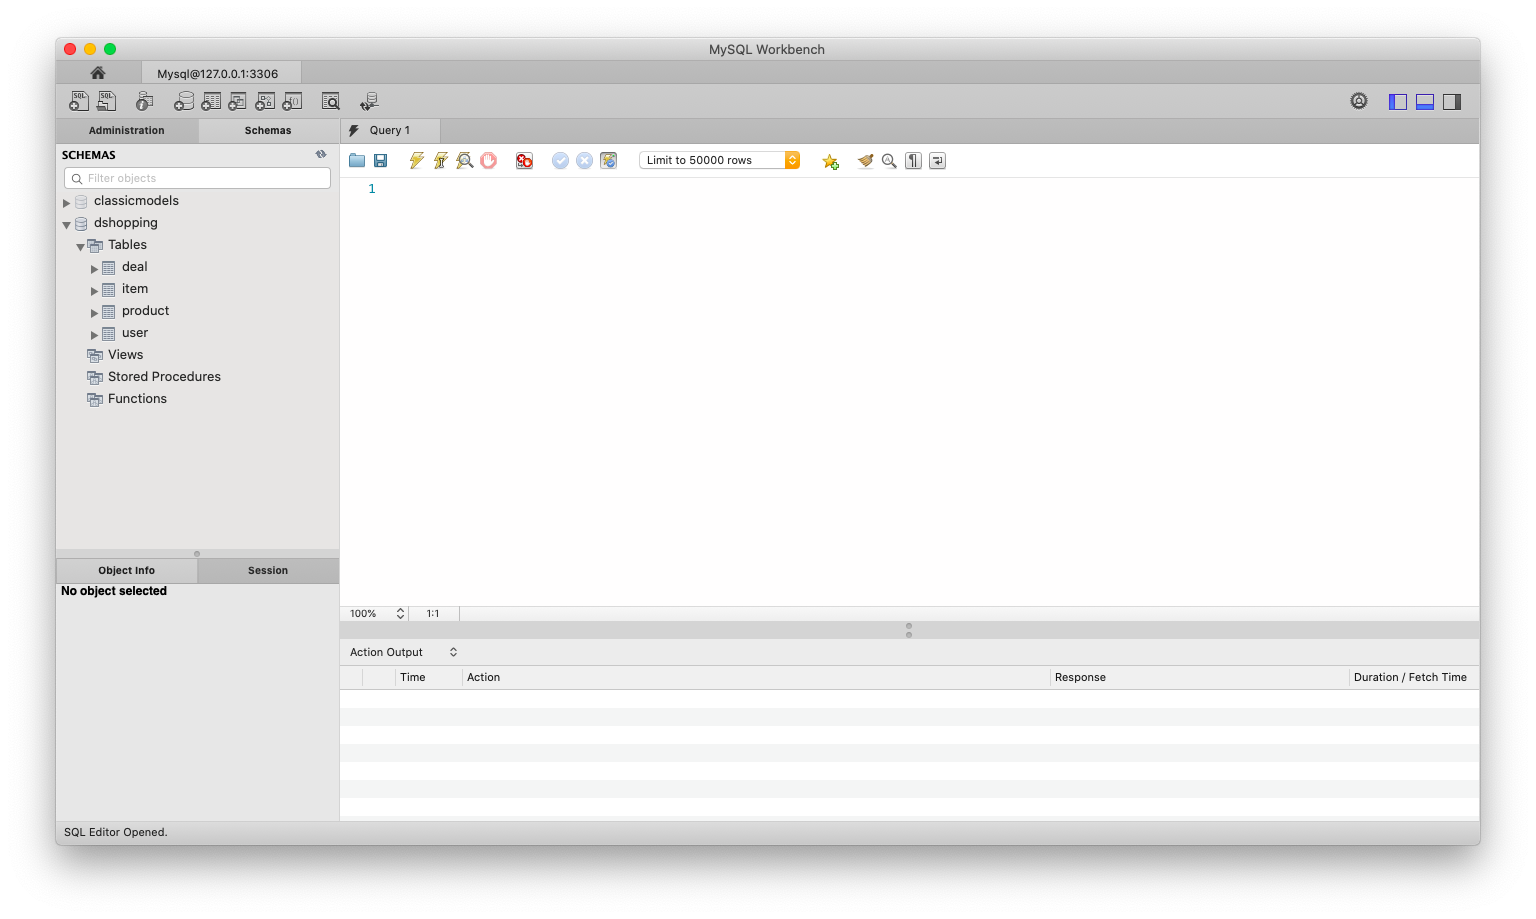 MySQL Workbench
Mysql@127.0.0.1:3306
SQL SQL
Administration Schemas Query 1
SCHEMAS
Limit to 50000 rows
Filter objects
1
classicmodels
dshopping
Tables
deal
item
product
user
Views
Stored Procedures
Functions
Object Info Session
No object selected
100% 1:1
Action Output
Time Action Response Duration / Fetch Time
SQL Editor Opened.